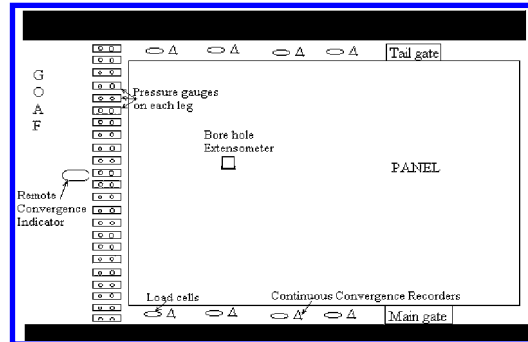 Tail gate
G
O
A
F
Pressure gauges
on each leg
Bore hole
Extensometer
PANEL
Remote
Convergence
Indicator
Load cells
Continuous Convergence Recorders
Main gate